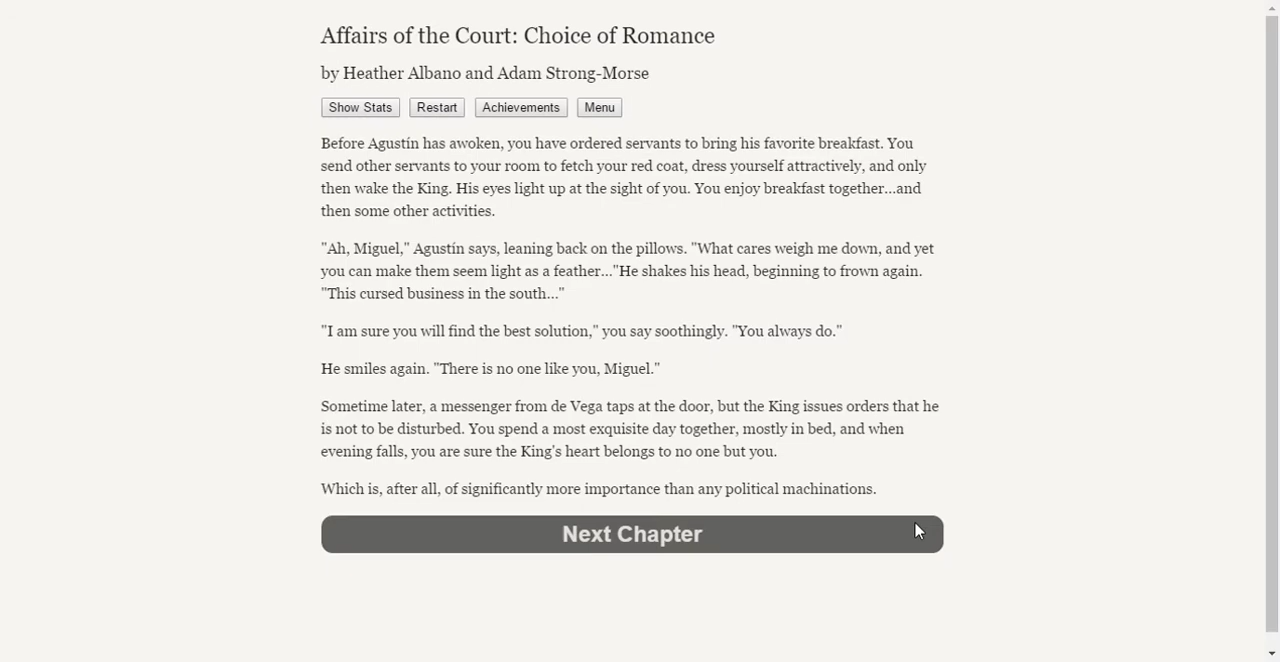 Affairs of the Court: Choice of Romance
by Heather Albano and Adam Strong-Morse
Show Stats Restart Achievements Menu
Before Agustín has awoken, you have ordered servants to bring his favorite breakfast. You
send other servants to your room to fetch your red coat, dress yourself attractively, and only
then wake the King. His eyes light up at the sight of you. You enjoy breakfast together...and
then some other activities.
"Ah, Miguel," Agustín says, leaning back on the pillows. "What cares weigh me down, and yet
you can make them seem light as a feather..."He shakes his head, beginning to frown again.
"This cursed business in the south..."
"I am sure you will find the best solution," you say soothingly. "You always do."
He smiles again. "There is no one like you, Miguel."
Sometime later, a messenger from de Vega taps at the door, but the King issues orders that he
is not to be disturbed. You spend a most exquisite day together, mostly in bed, and when
evening falls, you are sure the King's heart belongs to no one but you.
Which is, after all, of significantly more importance than any political machinations.
Next Chapter